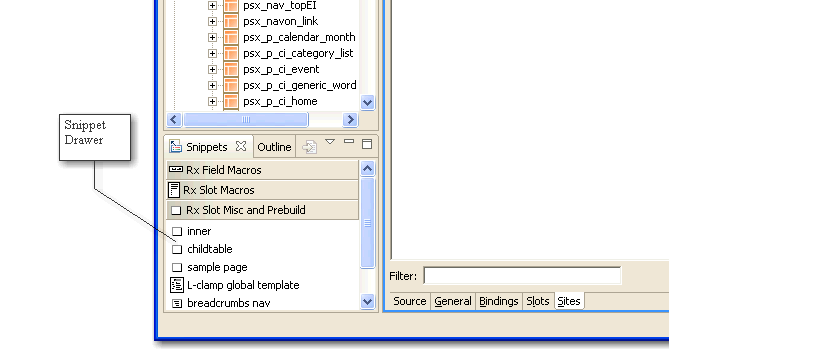 psx_nav_topEI
psx_navon_link
psx_p_calendar_month
psx_p_ci_category_list
psx_p_ci_event
psx_p_ci_generic_word
psx_p_ci_home
Snippet
Drawer
Snippets Outline
Rx Field Macros
Rx Slot Macros
Rx Slot Misc and Prebuild
inner
childtable
sample page
L-clamp global template
breadcrumbs nav
Filter:
Source General Bindings Slots Sites